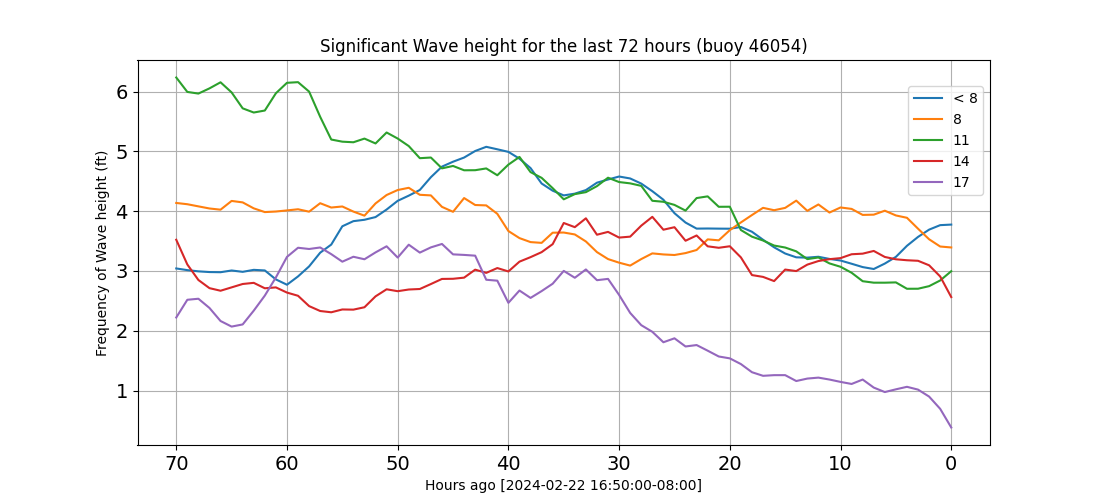 Significant Wave height for the last 72 hours (buoy 46054)
Frequency of Wave height (ft)
6
5
4
3
2
1
< 8
8
11
14
17
70 60 50 40 30 20 10 0
Hours ago [2024-02-22 16:50:00-08:00]